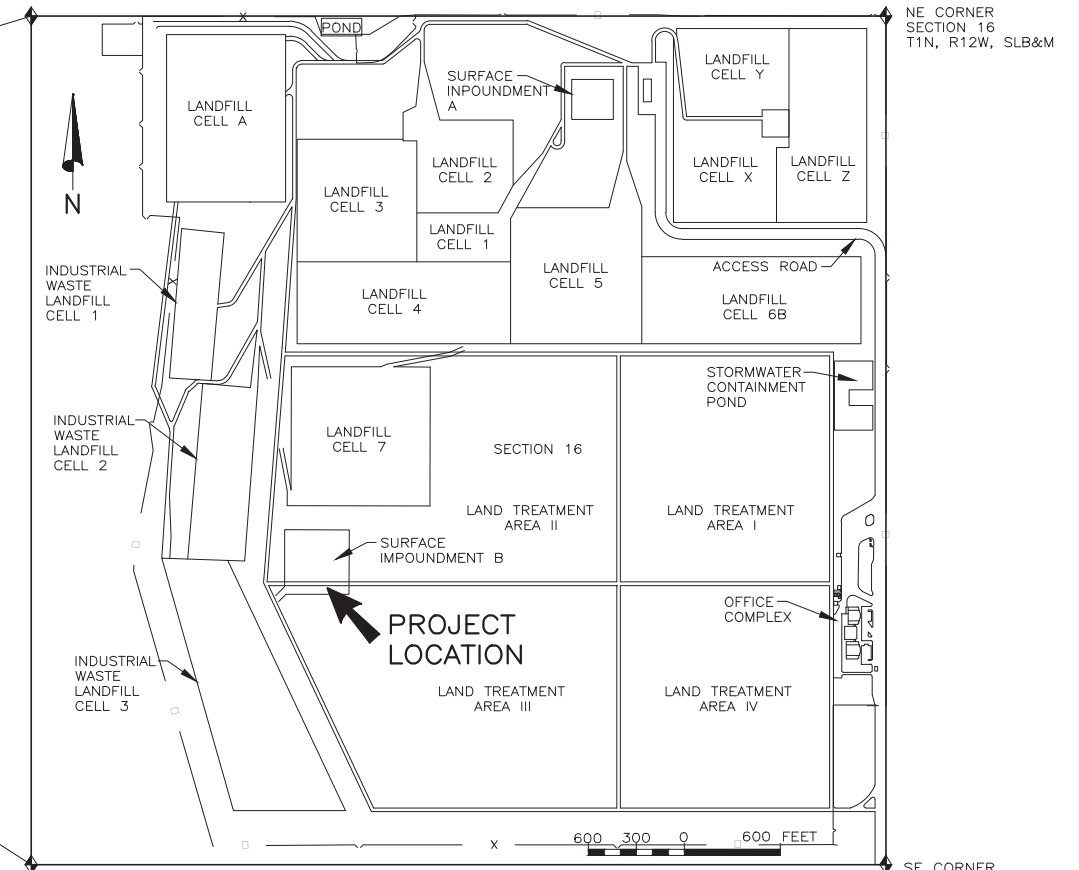 NE CORNER
SECTION 16
T1N, R12W, SLB&M
POND
LANDFILL
CELL A
SURFACE
INPOUNDMENT
A
LANDFILL
CELL Y
LANDFILL
CELL 2
LANDFILL
CELL X
LANDFILL
CELL Z
LANDFILL
CELL 3
N
LANDFILL
CELL 1
INDUSTRIAL
WASTE
LANDFILL
CELL 1
LANDFILL
CELL 5
ACCESS ROAD
LANDFILL
CELL 4
LANDFILL
CELL 6B
STORMWATER
CONTAINMENT
POND
INDUSTRIAL
WASTE
LANDFILL
CELL 2
LANDFILL
CELL 7
SECTION 16
LAND TREATMENT
AREA II
LAND TREATMENT
AREA I
SURFACE
IMPOUNDMENT B
OFFICE
COMPLEX
PROJECT
LOCATION
INDUSTRIAL
WASTE
LANDFILL
CELL 3
LAND TREATMENT
AREA III
LAND TREATMENT
AREA IV
600 300 0 600 FEET
SE CORNER